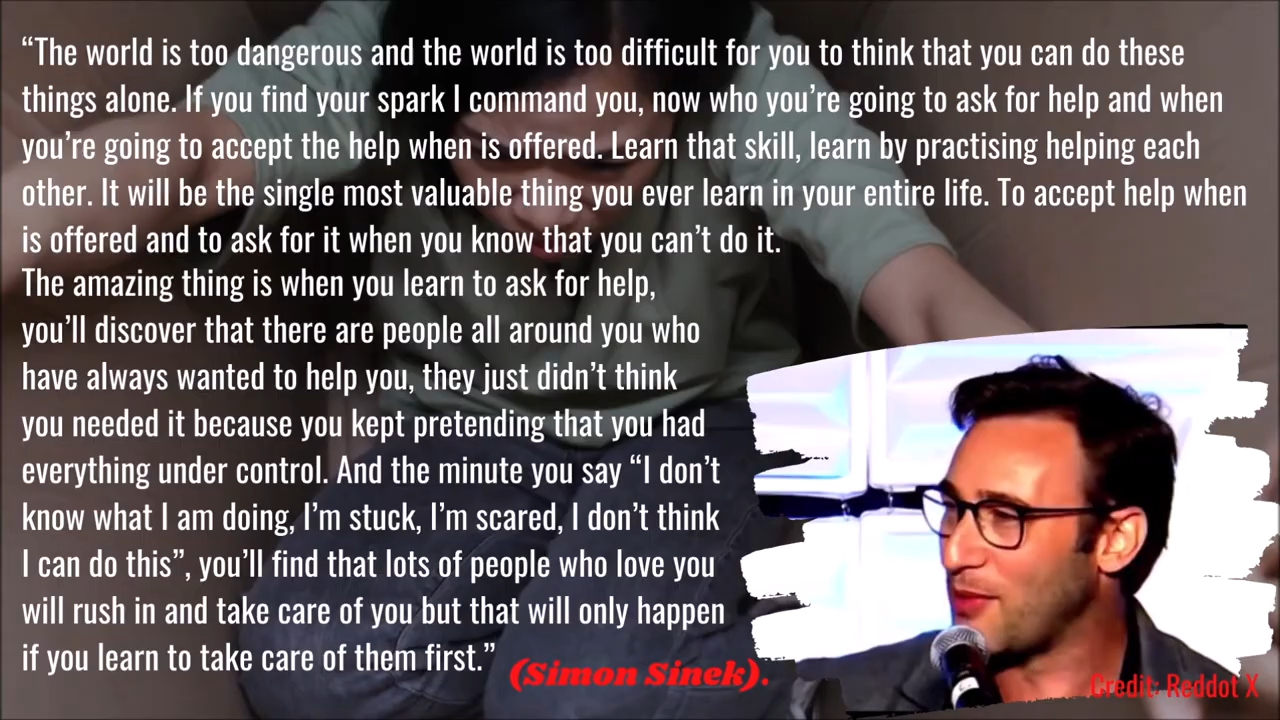 “The world is too dangerous and the world is too difficult for you to think that you can do these
things alone. If you find your spark I command you, now who you’re going to ask for help and when
you’re going to accept the help when is offered. Learn that skill, learn by practising helping each
other. It will be the single most valuable thing you ever learn in your entire life. To accept help when
is offered and to ask for it when you know that you can’t do it.
The amazing thing is when you learn to ask for help,
you’ll discover that there are people all around you who
have always wanted to help you, they just didn’t think
you needed it because you kept pretending that you had
everything under control. And the minute you say “I don’t
know what I am doing, I’m stuck, I’m scared, I don’t think
I can do this”, you’ll find that lots of people who love you
will rush in and take care of you but that will only happen
if you learn to take care of them first.”
(Simon Sinek).
Credit: Reddot X